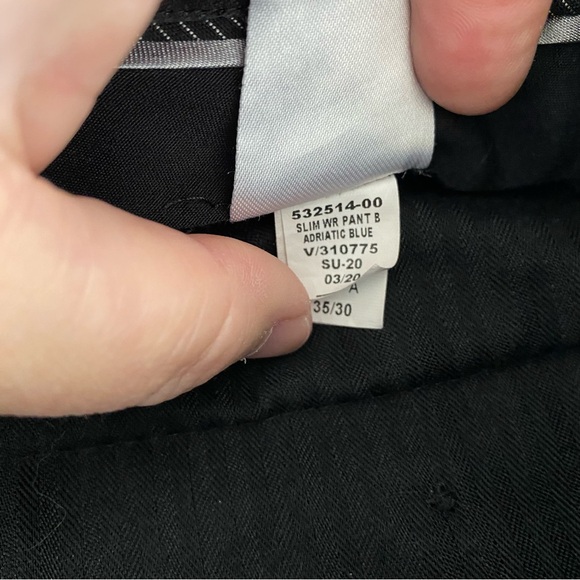 532514-00
SLIM WR PANT B
ADRIATIC BLUE
V/310775
SU-20
03/20
A
35/30